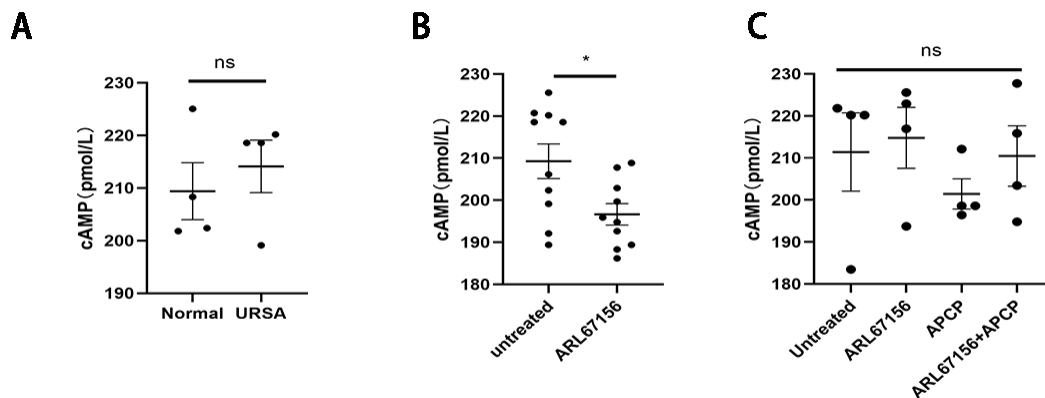 A
ns
cAMP(pmol/L)
230
220
210
200
190
Normal
URSA
B
*
cAMP(pmol/L)
230
220
210
200
190
180
untreated
ARL67156
C
ns
cAMP(pmol/L)
230
220
210
200
190
180
Untreated
ARL67156
APCP
ARL67156+APCP